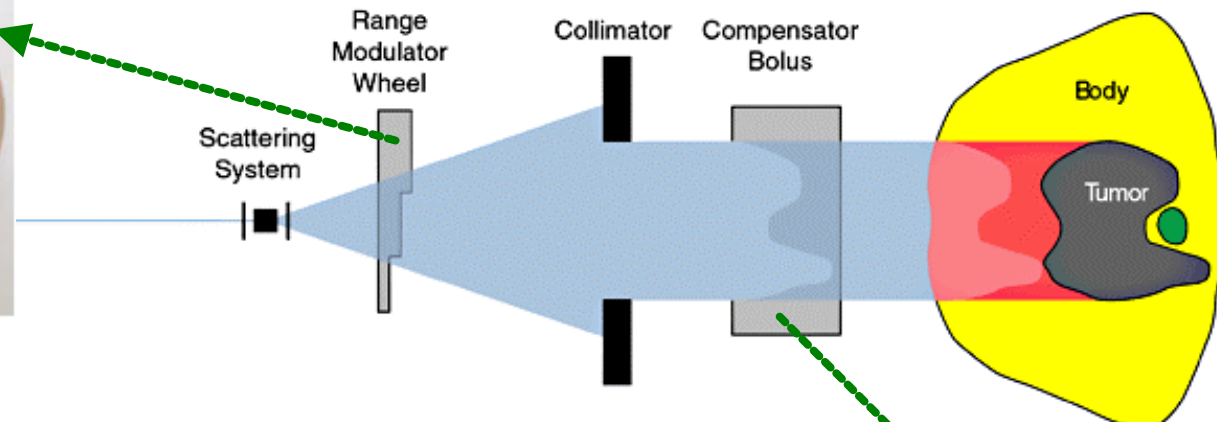 Range
Modulator
Wheel
Scattering
System
Collimator
Compensator
Bolus
Body
Tumor